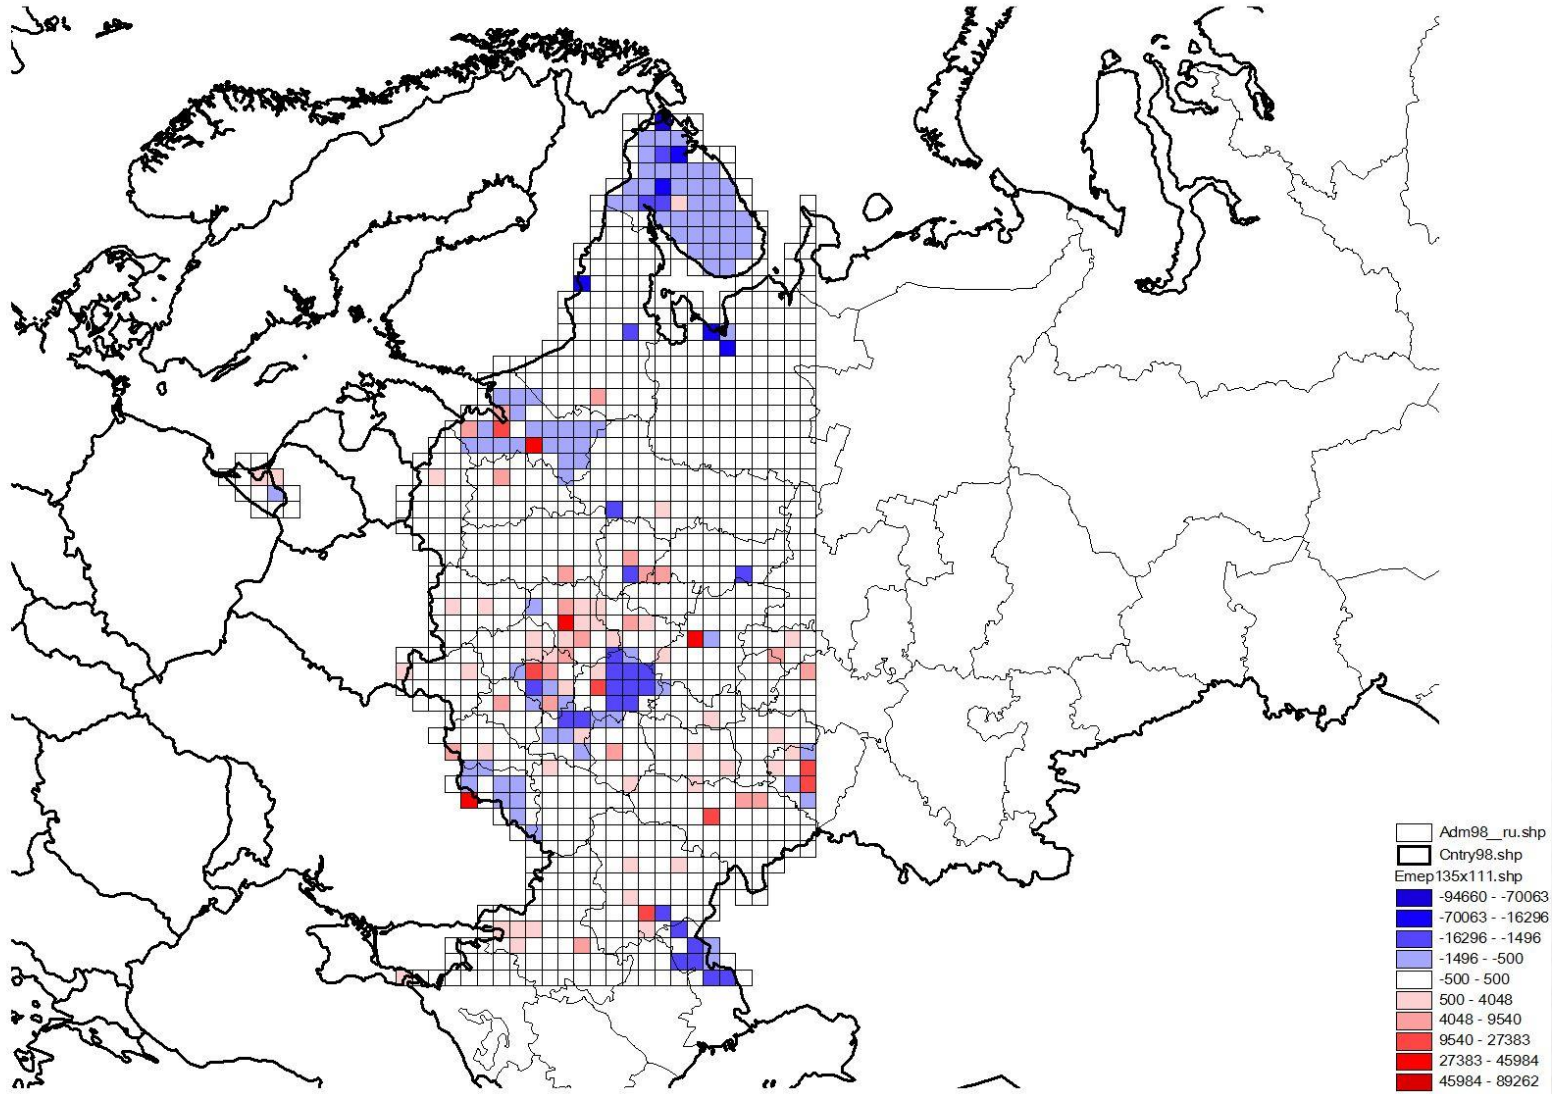 Adm98__ru.shp
Cntry98.shp
Emep135x111.shp
-94660 - -70063
-70063 - -16296
-16296 - -1496
-1496 - -500
-500 - 500
500 - 4048
4048 - 9540
9540 - 27383
27383 - 45984
45984 - 89262